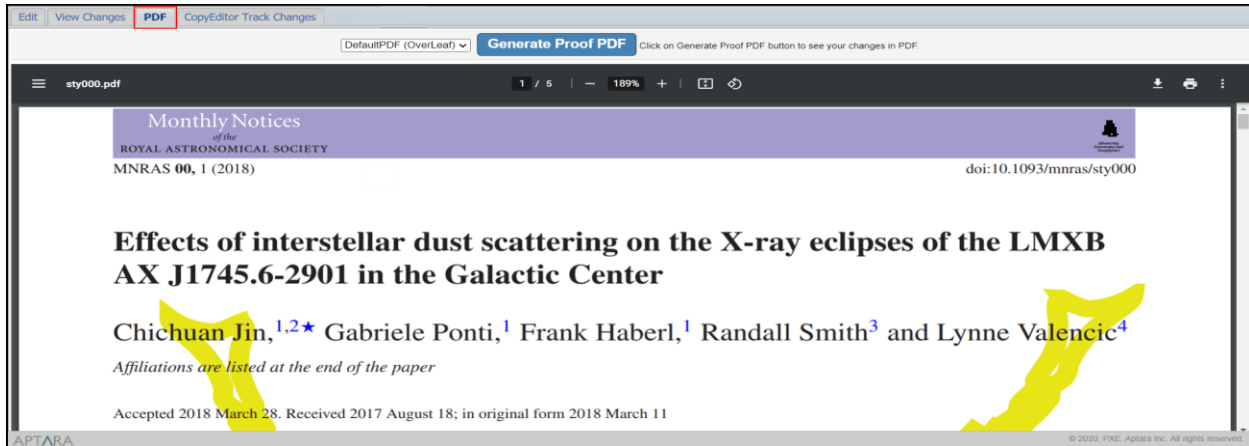 Edit View Changes PDF CopyEditor Track Changes
DefaultPDF (OverLeaf) Generate Proof PDF Click on Generate Proof PDF button to see your changes in PDF.
sty000.pdf 1 / 5 | − 189% + |
Monthly Notices
of the
ROYAL ASTRONOMICAL SOCIETY
Advancing
Astronomy and
Geophysics
MNRAS 00, 1 (2018) doi:10.1093/mnras/sty000
Effects of interstellar dust scattering on the X-ray eclipses of the LMXB
AX J1745.6-2901 in the Galactic Center
Chichuan Jin,1,2★ Gabriele Ponti,1 Frank Haberl,1 Randall Smith3 and Lynne Valencic4
Affiliations are listed at the end of the paper
Accepted 2018 March 28. Received 2017 August 18; in original form 2018 March 11
APTARA © 2020, PXE. Aptara Inc. All rights reserved.